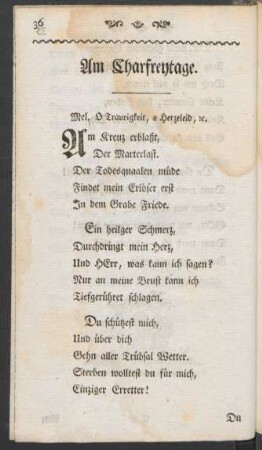 36
Am Charfreytage.
Mel. O Traurigkeit, o Herzeleid, ꝛc.
Am Kreuz erblaßt,
Der Marterlast.
Der Todesquaalen müde
Findet mein Erlöser erst
In dem Grabe Friede.
Ein heilger Schmerz,
Durchdringt mein Herz,
Und HErr, was kann ich sagen?
Nur an meine Brust kann ich
Tiefgerührt schlagen.
Du schützest mich,
Und über dich
Gehn aller Trübsal Wetter.
Sterben wolltest du für mich,
Einziger Erretter!
Du